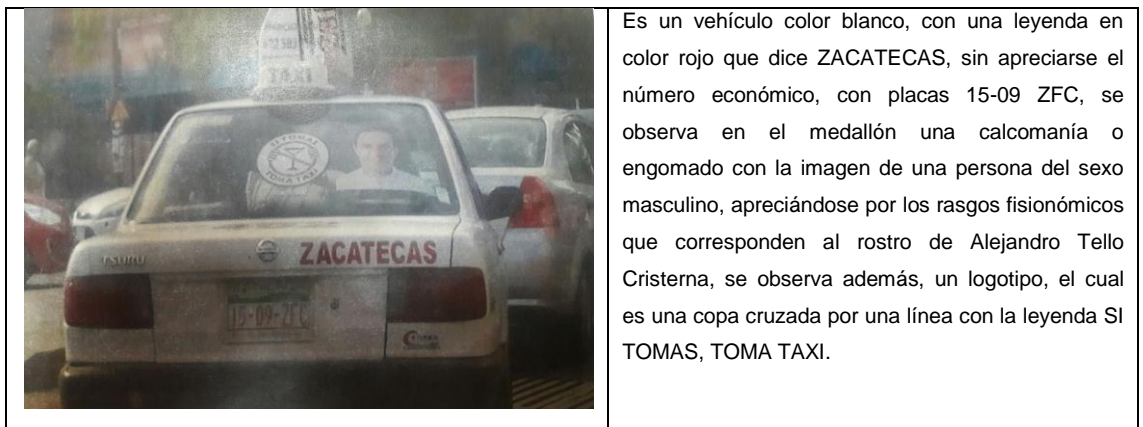 TAXI
SI TOMAS
TOMA TAXI
TSURU
ZACATECAS
15-09-ZFC
Es un vehículo color blanco, con una leyenda en
color rojo que dice ZACATECAS, sin apreciarse el
número económico, con placas 15-09 ZFC, se
observa en el medallón una calcomanía o
engomado con la imagen de una persona del sexo
masculino, apreciándose por los rasgos fisionómicos
que corresponden al rostro de Alejandro Tello
Cristerna, se observa además, un logotipo, el cual
es una copa cruzada por una línea con la leyenda SI
TOMAS, TOMA TAXI.